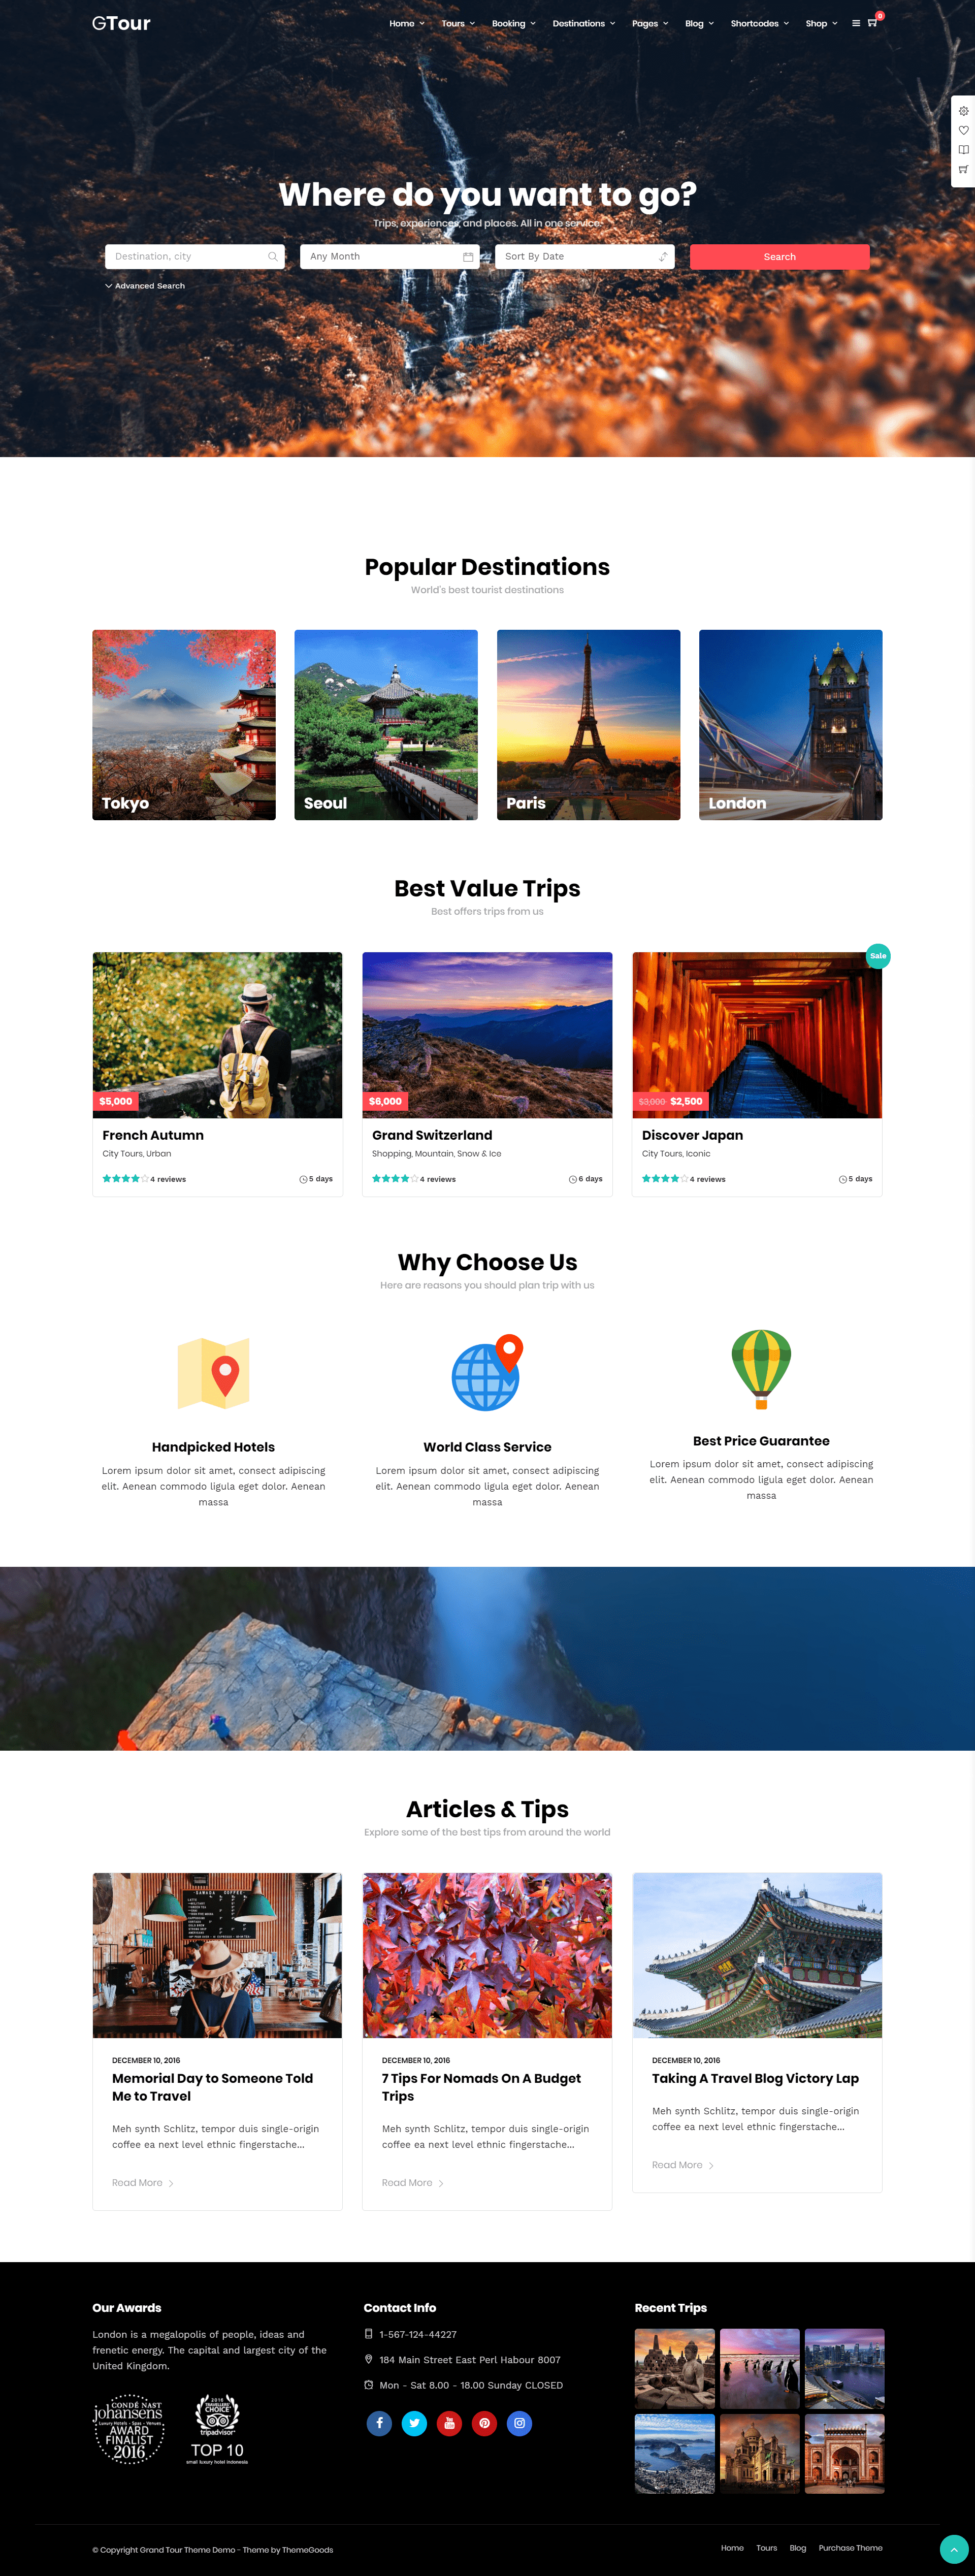 GTour
Home Tours Booking Destinations Pages Blog Shortcodes Shop 0
Where do you want to go?
Trips, experiences, and places. All in one service.
Destination, city Any Month Sort By Date Search
Advanced Search
Popular Destinations
World's best tourist destinations
Tokyo Seoul Paris London
Best Value Trips
Best offers trips from us
Sale
$5,000 $6,000 $3,000 $2,500
French Autumn Grand Switzerland Discover Japan
City Tours, Urban Shopping, Mountain, Snow & Ice City Tours, Iconic
4 reviews 5 days 4 reviews 6 days 4 reviews 5 days
Why Choose Us
Here are reasons you should plan trip with us
Handpicked Hotels
Lorem ipsum dolor sit amet, consect adipiscing
elit. Aenean commodo ligula eget dolor. Aenean
massa
World Class Service
Lorem ipsum dolor sit amet, consect adipiscing
elit. Aenean commodo ligula eget dolor. Aenean
massa
Best Price Guarantee
Lorem ipsum dolor sit amet, consect adipiscing
elit. Aenean commodo ligula eget dolor. Aenean
massa
Articles & Tips
Explore some of the best tips from around the world
DECEMBER 10, 2016
Memorial Day to Someone Told
Me to Travel
Meh synth Schlitz, tempor duis single-origin
coffee ea next level ethnic fingerstache...
Read More
DECEMBER 10, 2016
7 Tips For Nomads On A Budget
Trips
Meh synth Schlitz, tempor duis single-origin
coffee ea next level ethnic fingerstache...
Read More
DECEMBER 10, 2016
Taking A Travel Blog Victory Lap
Meh synth Schlitz, tempor duis single-origin
coffee ea next level ethnic fingerstache...
Read More
Our Awards
London is a megalopolis of people, ideas and
frenetic energy. The capital and largest city of the
United Kingdom.
CONDÉ NAST
johansens
Luxury Hotels - Spas - Venues
AWARD
FINALIST
2016
2016
TRAVELLERS'
CHOICE
tripadvisor
TOP 10
small luxury hotel Indonesia
Contact Info
1-567-124-44227
184 Main Street East Perl Habour 8007
Mon - Sat 8.00 - 18.00 Sunday CLOSED
You
Recent Trips
© Copyright Grand Tour Theme Demo - Theme by ThemeGoods
Home Tours Blog Purchase Theme